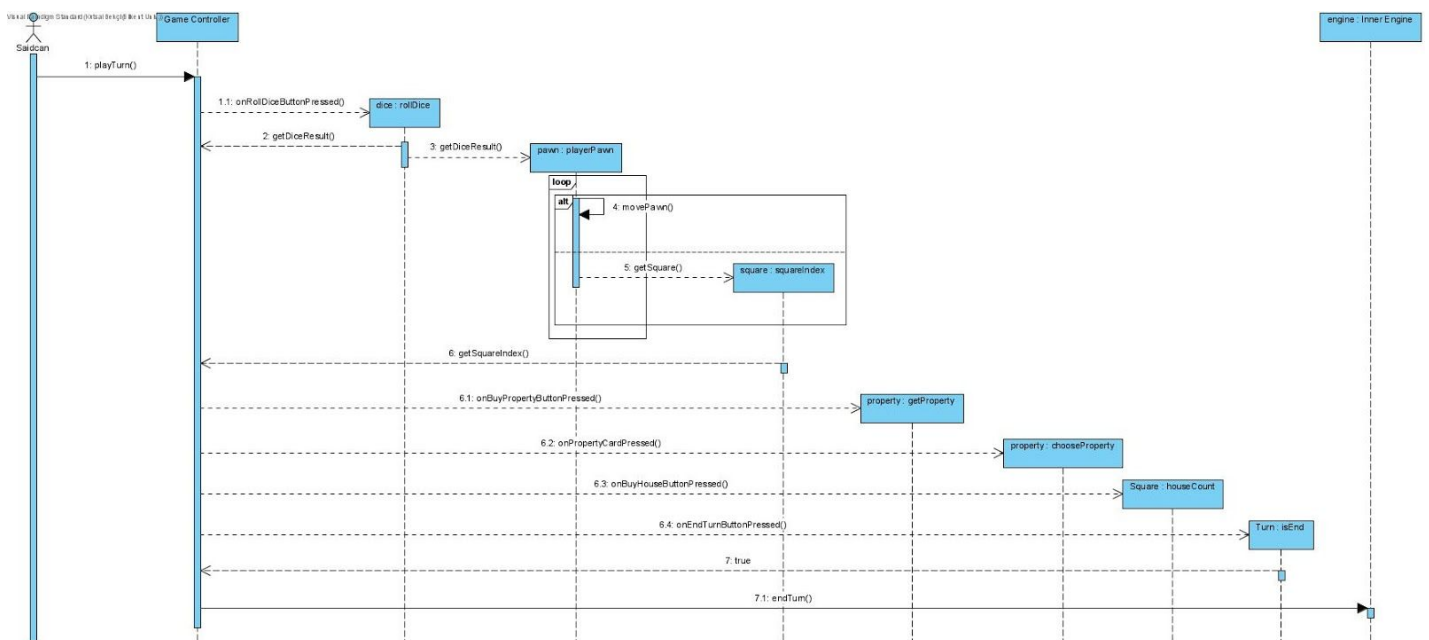 Game Controller
engine : Inner Engine
Saidcan
1: playTurn()
1.1: onRollDiceButtonPressed()
dice : rollDice
2: getDiceResult()
3: getDiceResult()
pawn : playerPawn
loop
alt
4: movePawn()
5: getSquare()
square : squareIndex
6: getSquareIndex()
6.1: onBuyPropertyButtonPressed()
property : getProperty
6.2: onPropertyCardPressed()
property : chooseProperty
6.3: onBuyHouseButtonPressed()
Square : houseCount
6.4: onEndTurnButtonPressed()
Turn : isEnd
7: true
7.1: endTurn()